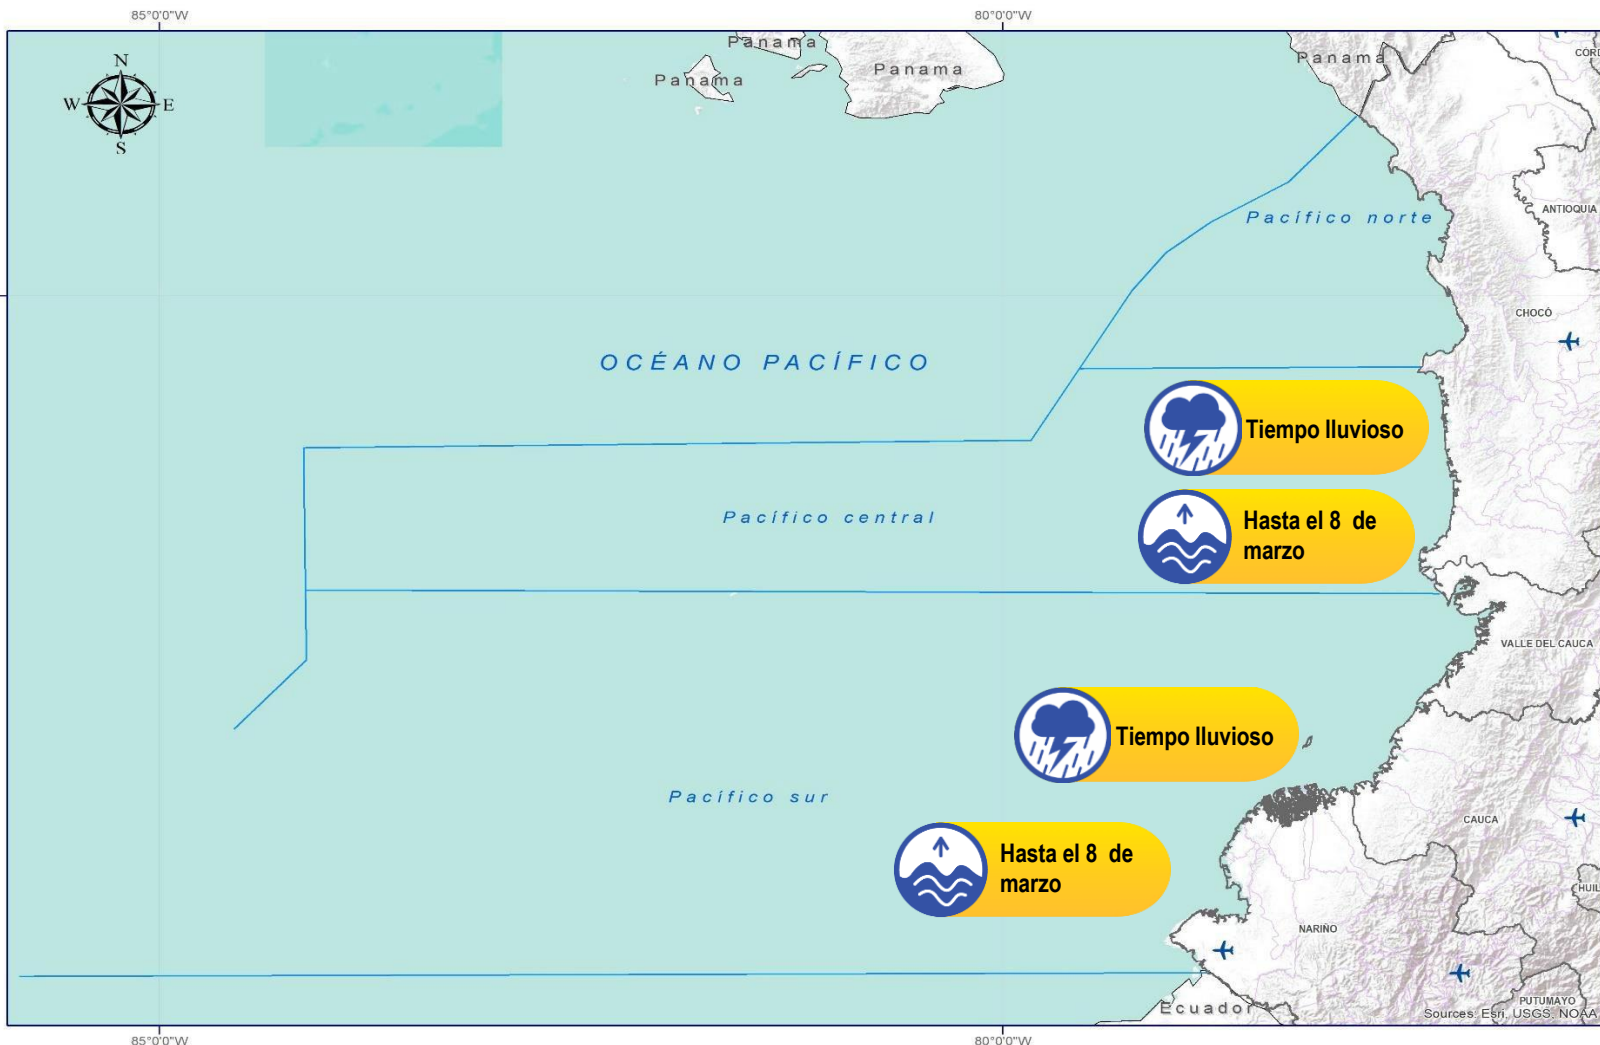 85°0'0"W
80°0'0"W
N
W
E
S
Panama
Panama
Panama
Panama
ANTIOQUIA
Pacífico norte
CHOCÓ
OCÉANO PACÍFICO
Tiempo lluvioso
Pacífico central
Hasta el 8 de
marzo
VALLE DEL CAUCA
Tiempo lluvioso
Pacífico sur
CAUCA
Hasta el 8 de
marzo
NARIÑO
Ecuador
PUTUMAYO
Sources: Esri, USGS, NOAA
85°0'0"W
80°0'0"W